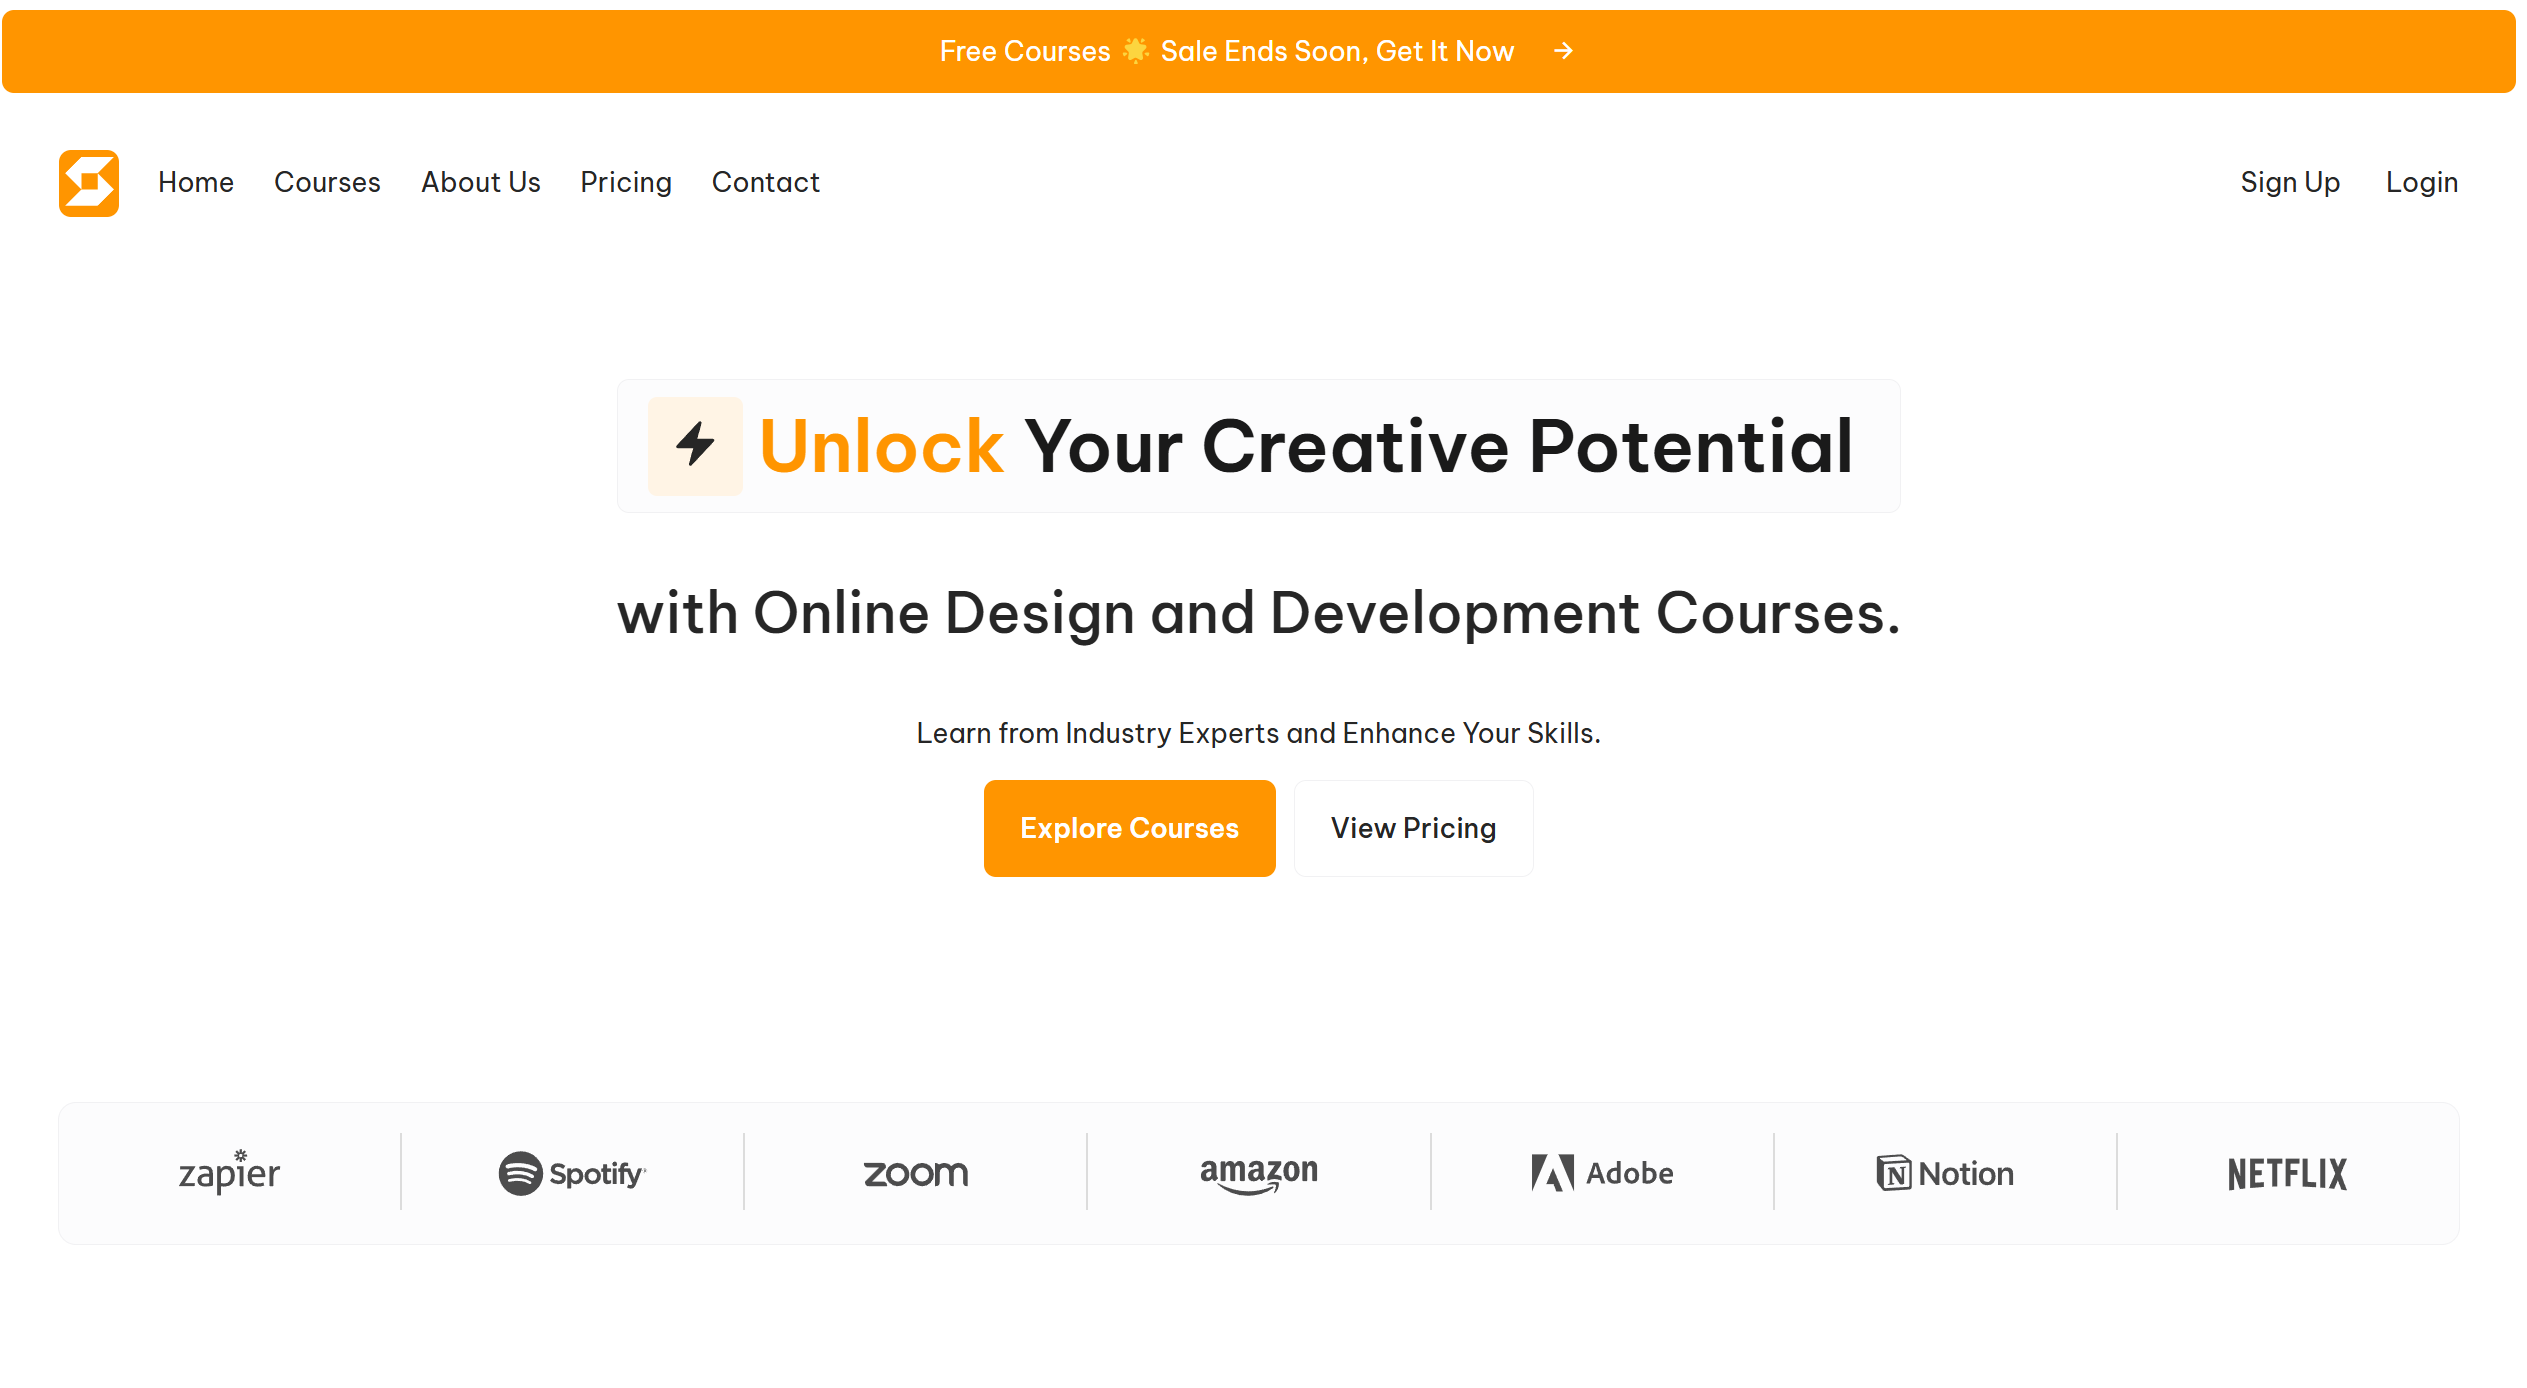 Free Courses 🌟 Sale Ends Soon, Get It Now →
Home Courses About Us Pricing Contact Sign Up Login
Unlock Your Creative Potential
with Online Design and Development Courses.
Learn from Industry Experts and Enhance Your Skills.
Explore Courses View Pricing
zapier Spotify zoom amazon Adobe Notion NETFLIX